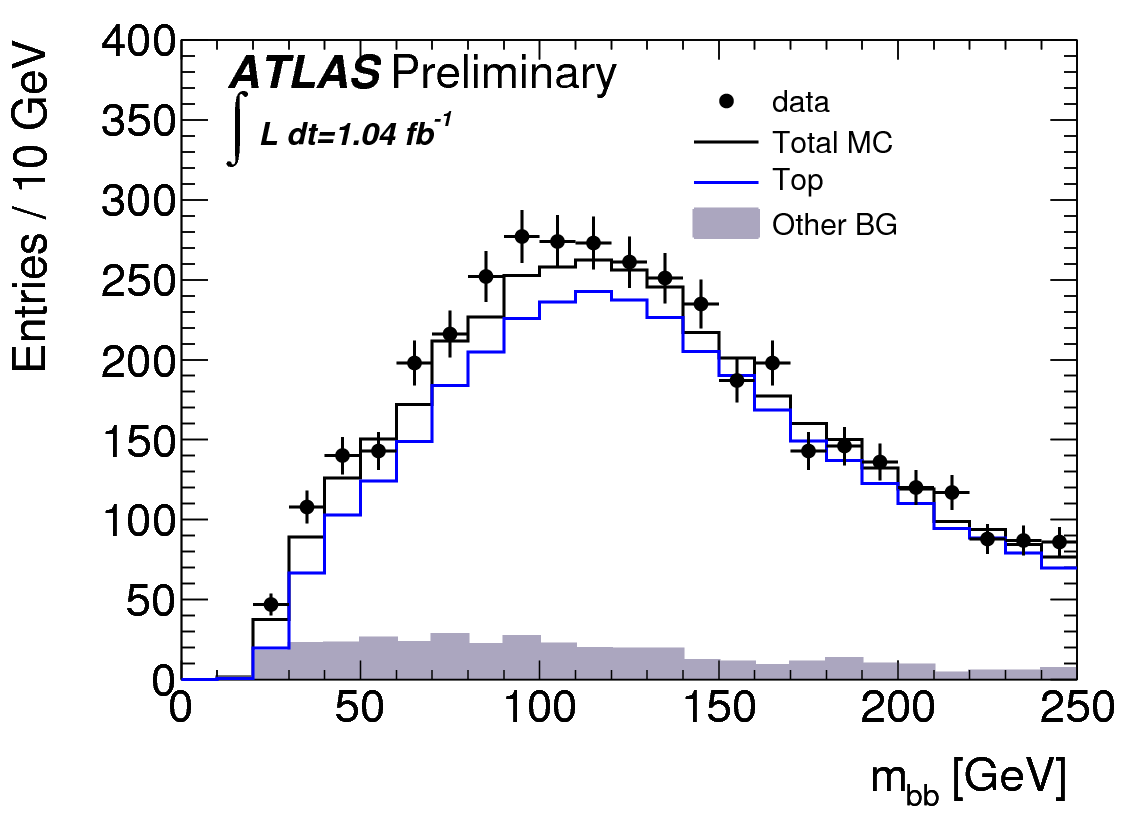 ATLAS Preliminary
∫ L dt=1.04 fb-1
data
Total MC
Top
Other BG
Entries / 10 GeV
400
350
300
250
200
150
100
50
0
0 50 100 150 200 250
mbb [GeV]